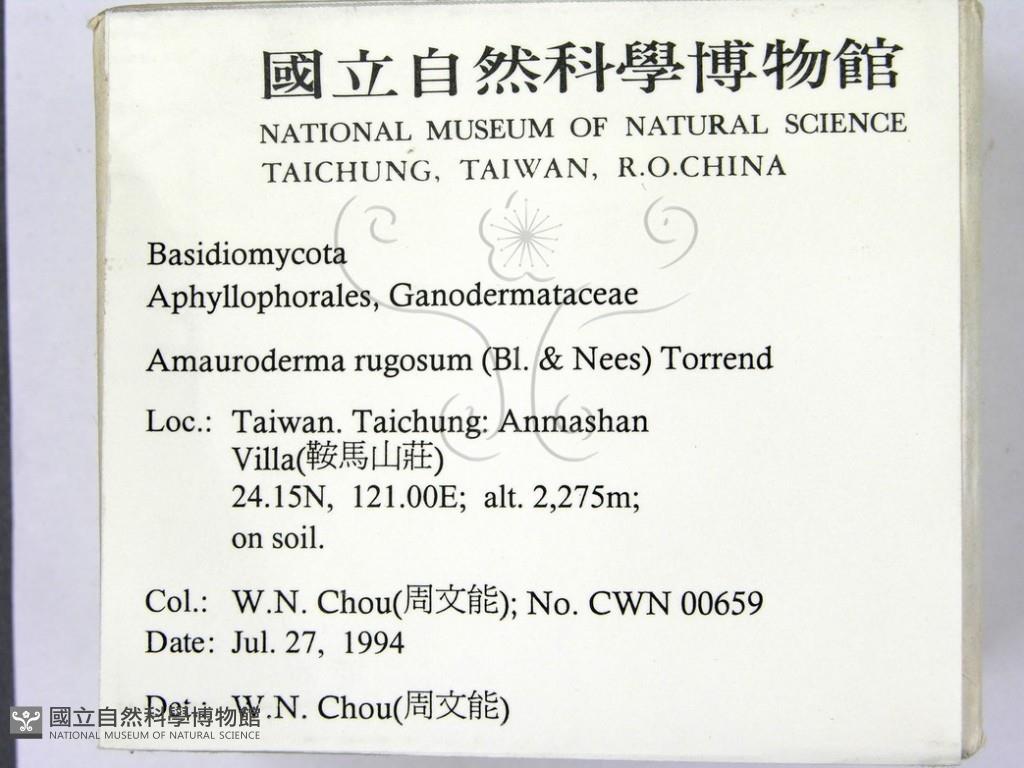 國立自然科學博物館
NATIONAL MUSEUM OF NATURAL SCIENCE
TAICHUNG, TAIWAN, R.O.CHINA
Basidiomycota
Aphyllophorales, Ganodermataceae
Amauroderma rugosum (Bl. & Nees) Torrend
Loc.: Taiwan. Taichung: Anmashan
Villa(鞍馬山莊)
24.15N, 121.00E; alt. 2,275m;
on soil.
Col.: W.N. Chou(周文能); No. CWN 00659
Date: Jul. 27, 1994
Det.: W.N. Chou(周文能)
國立自然科學博物館
NATIONAL MUSEUM OF NATURAL SCIENCE